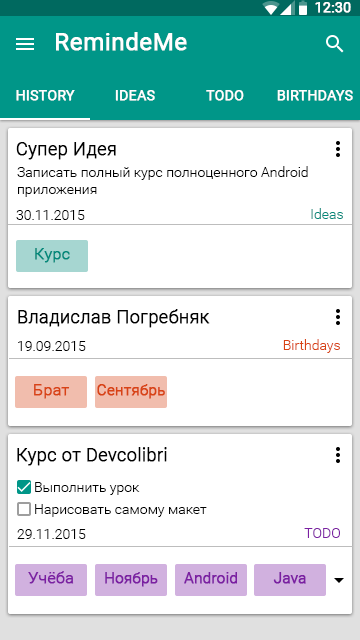 12:30
RemindeMe
HISTORY IDEAS TODO BIRTHDAYS
Супер Идея
Записать полный курс полноценного Android
приложения
30.11.2015 Ideas
Курс
Владислав Погребняк
19.09.2015 Birthdays
Брат Сентябрь
Курс от Devcolibri
Выполнить урок
Нарисовать самому макет
29.11.2015 TODO
Учёба Ноябрь Android Java